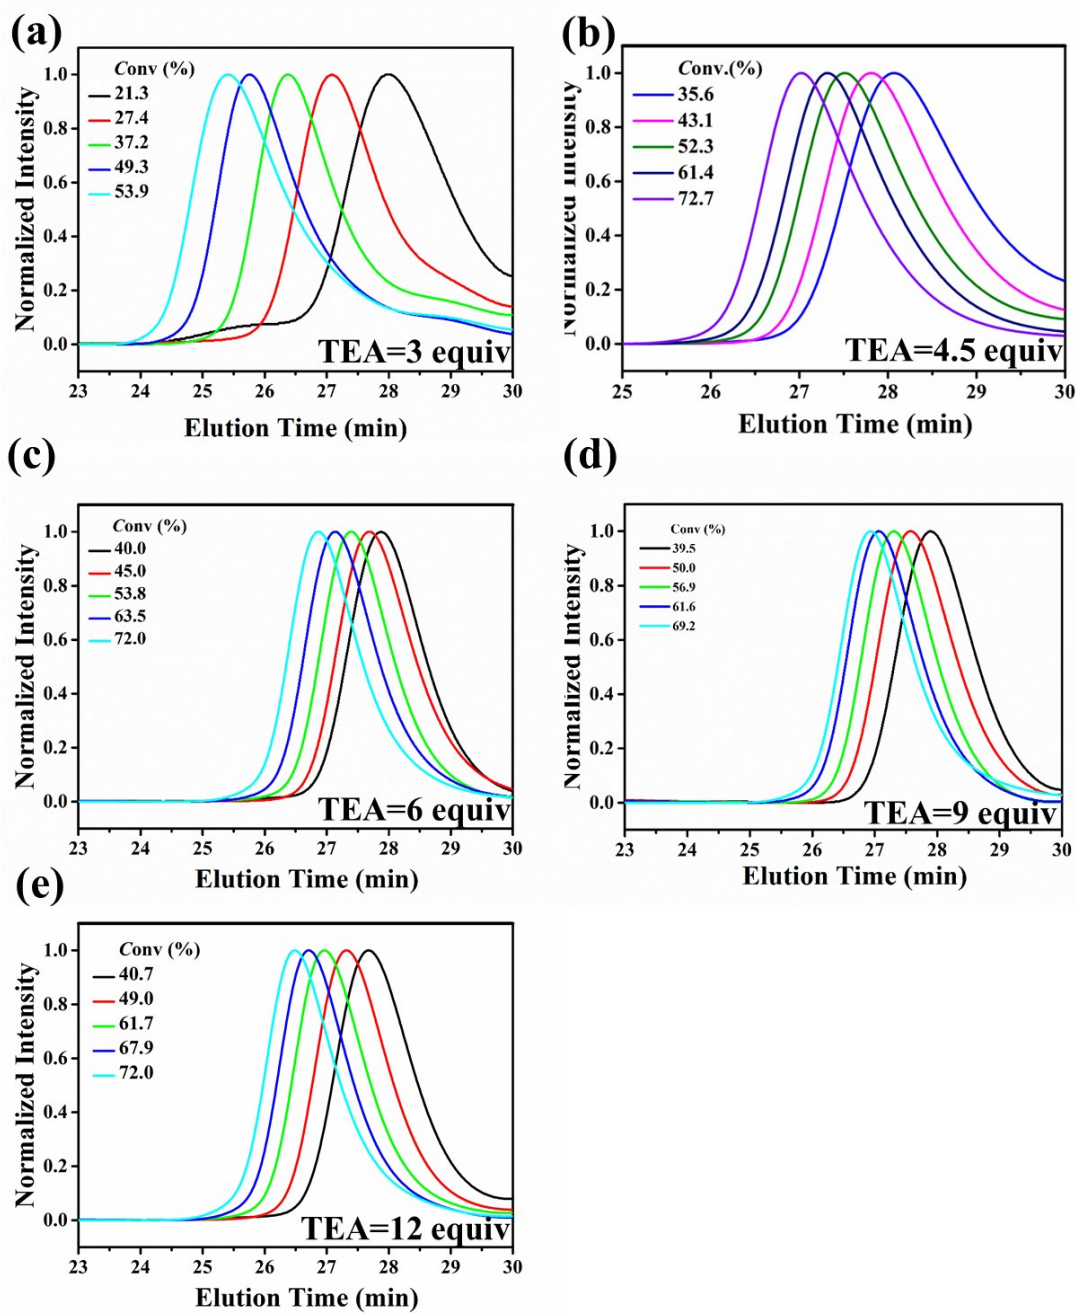 (a)
Normalized Intensity
1.0
0.8
0.6
0.4
0.2
0.0
Conv (%)
21.3
27.4
37.2
49.3
53.9
TEA=3 equiv
23 24 25 26 27 28 29 30
Elution Time (min)
(b)
Normalized Intensity
1.0
0.8
0.6
0.4
0.2
0.0
Conv.(%)
35.6
43.1
52.3
61.4
72.7
TEA=4.5 equiv
25 26 27 28 29 30
Elution Time (min)
(c)
Normalized Intensity
1.0
0.8
0.6
0.4
0.2
0.0
Conv (%)
40.0
45.0
53.8
63.5
72.0
TEA=6 equiv
23 24 25 26 27 28 29 30
Elution Time (min)
(d)
Normalized Intensity
1.0
0.8
0.6
0.4
0.2
0.0
Conv (%)
39.5
50.0
56.9
61.6
69.2
TEA=9 equiv
23 24 25 26 27 28 29 30
Elution Time (min)
(e)
Normalized Intensity
1.0
0.8
0.6
0.4
0.2
0.0
Conv (%)
40.7
49.0
61.7
67.9
72.0
TEA=12 equiv
23 24 25 26 27 28 29 30
Elution Time (min)